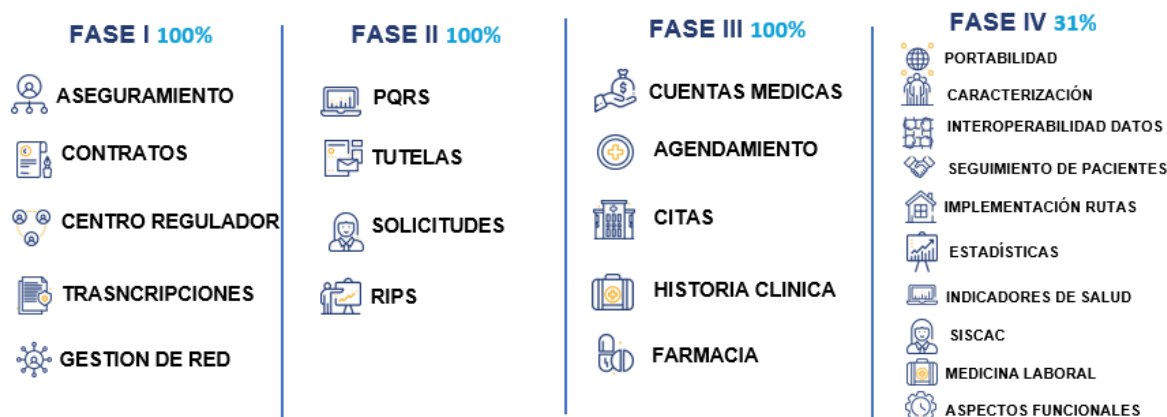 FASE I 100%
ASEGURAMIENTO
CONTRATOS
CENTRO REGULADOR
TRASNCRIPCIONES
GESTION DE RED
FASE II 100%
PQRS
TUTELAS
SOLICITUDES
RIPS
FASE III 100%
CUENTAS MEDICAS
AGENDAMIENTO
CITAS
HISTORIA CLINICA
FARMACIA
FASE IV 31%
PORTABILIDAD
CARACTERIZACIÓN
INTEROPERABILIDAD DATOS
SEGUIMIENTO DE PACIENTES
IMPLEMENTACIÓN RUTAS
ESTADÍSTICAS
INDICADORES DE SALUD
SISCAC
MEDICINA LABORAL
ASPECTOS FUNCIONALES